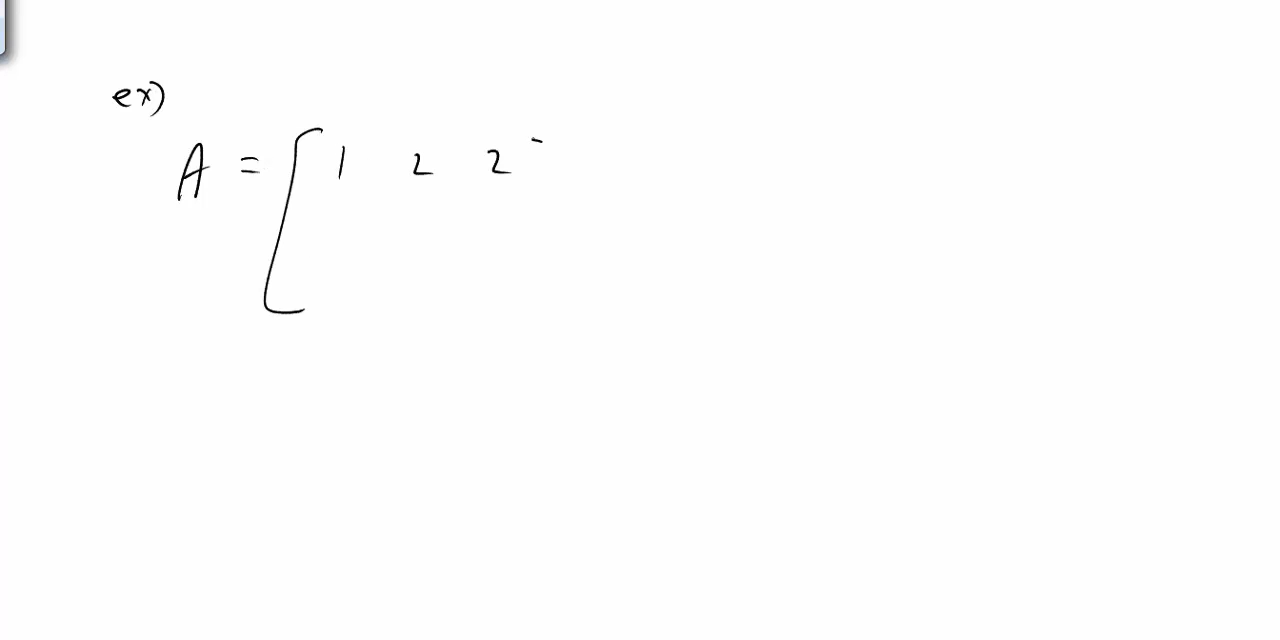 ex)
A = [ 1 2 2